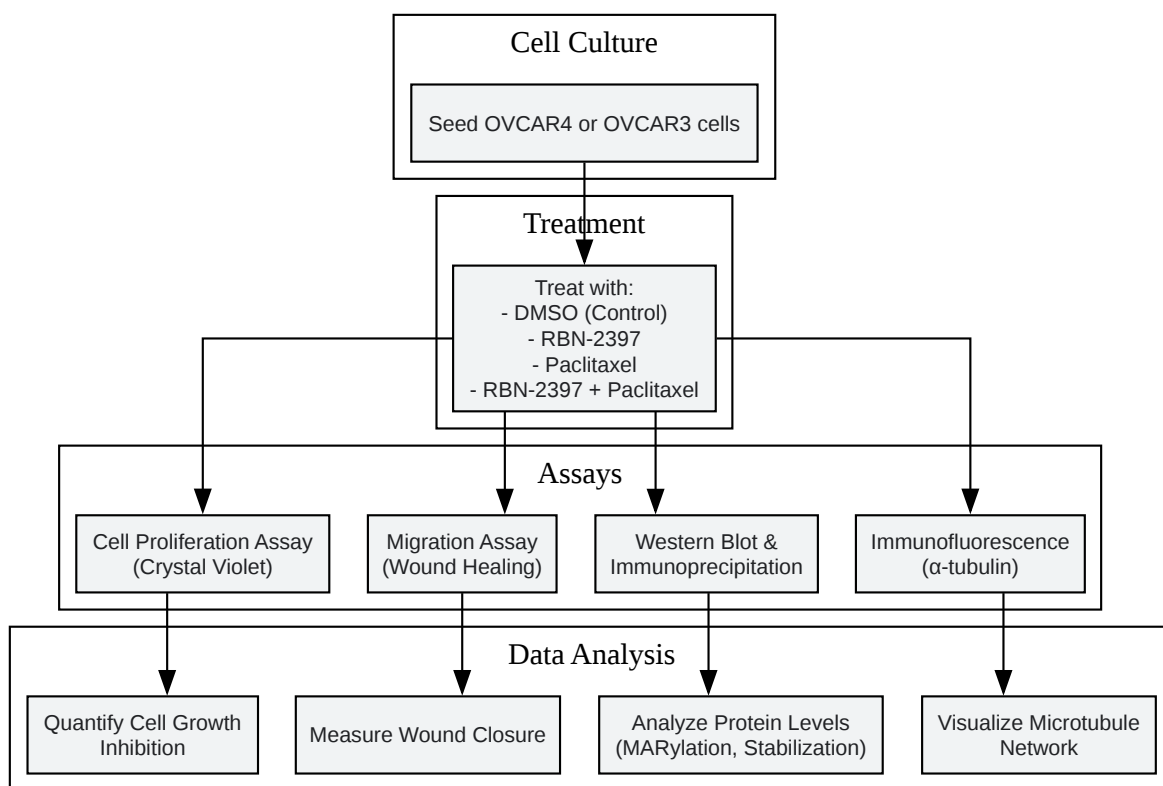 Cell Culture
Seed OVCAR4 or OVCAR3 cells
Treatment
Treat with:
- DMSO (Control)
- RBN-2397
- Paclitaxel
- RBN-2397 + Paclitaxel
Assays
Cell Proliferation Assay
(Crystal Violet)
Migration Assay
(Wound Healing)
Western Blot &
Immunoprecipitation
Immunofluorescence
(α-tubulin)
Data Analysis
Quantify Cell Growth
Inhibition
Measure Wound Closure
Analyze Protein Levels
(MARylation, Stabilization)
Visualize Microtubule
Network